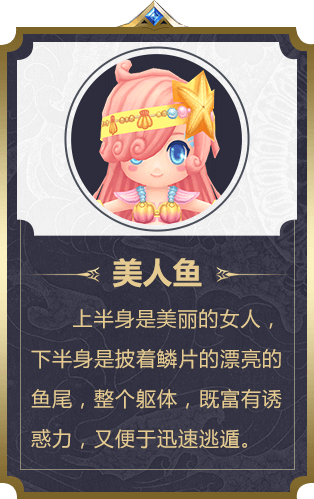 美人鱼
上半身是美丽的女人，
下半身是披着鳞片的漂亮的
鱼尾，整个躯体，既富有诱
惑力，又便于迅速逃遁。